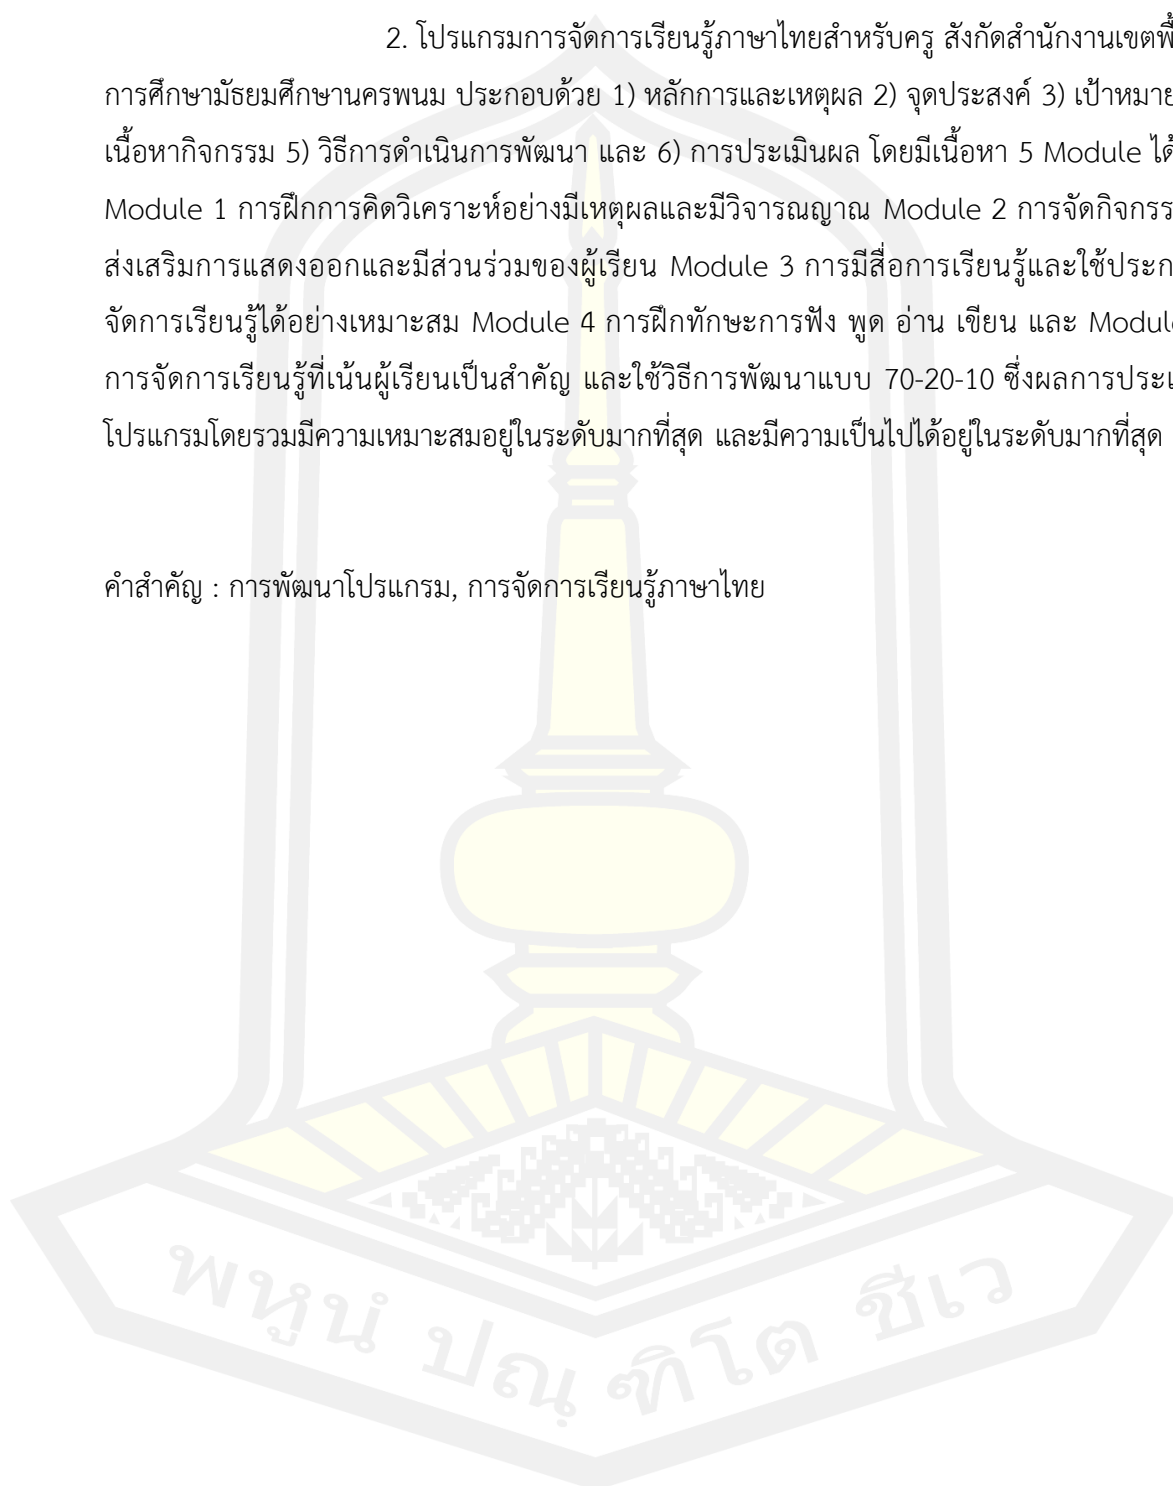 2. โปรแกรมการจัดการเรียนรู้ภาษาไทยสำหรับครู สังกัดสำนักงานเขตพื้
การศึกษามัธยมศึกษานครพนม ประกอบด้วย 1) หลักการและเหตุผล 2) จุดประสงค์ 3) เป้าหมาย
เนื้อหากิจกรรม 5) วิธีการดำเนินการพัฒนา และ 6) การประเมินผล โดยมีเนื้อหา 5 Module ได้
Module 1 การฝึกการคิดวิเคราะห์อย่างมีเหตุผลและมีวิจารณญาณ Module 2 การจัดกิจกรร
ส่งเสริมการแสดงออกและมีส่วนร่วมของผู้เรียน Module 3 การมีสื่อการเรียนรู้และใช้ประก
จัดการเรียนรู้ได้อย่างเหมาะสม Module 4 การฝึกทักษะการฟัง พูด อ่าน เขียน และ Modul
การจัดการเรียนรู้ที่เน้นผู้เรียนเป็นสำคัญ และใช้วิธีการพัฒนาแบบ 70-20-10 ซึ่งผลการประเ
โปรแกรมโดยรวมมีความเหมาะสมอยู่ในระดับมากที่สุด และมีความเป็นไปได้อยู่ในระดับมากที่สุด
คำสำคัญ : การพัฒนาโปรแกรม, การจัดการเรียนรู้ภาษาไทย
พหูนํ ปณฺฑิโต ชีเว